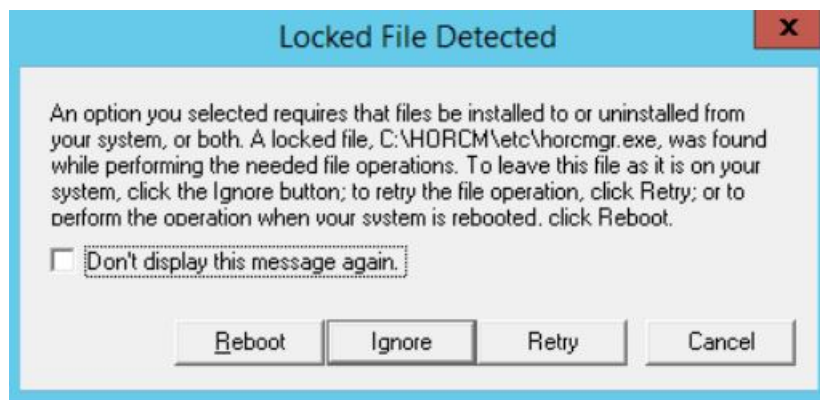 Locked File Detected
x
An option you selected requires that files be installed to or uninstalled from
your system, or both. A locked file, C:\HORCM\etc\horcmgr.exe, was found
while performing the needed file operations. To leave this file as it is on your
system, click the Ignore button; to retry the file operation, click Retry; or to
perform the operation when your system is rebooted, click Reboot.
Don't display this message again.
Reboot Ignore Retry Cancel